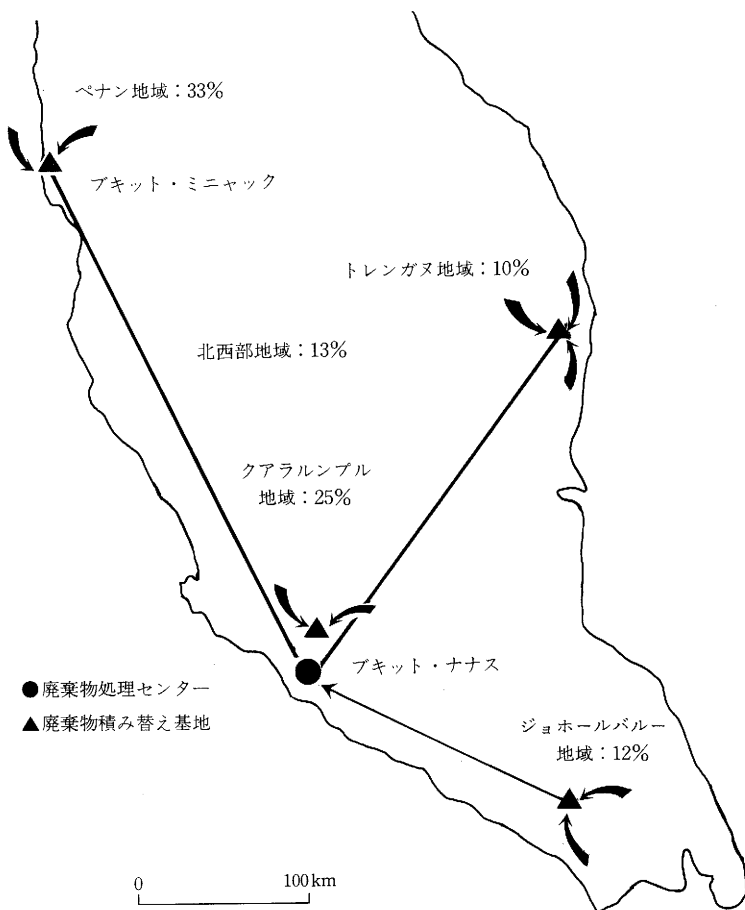 ペナン地域：33%
ブキット・ミニャック
トレンガヌ地域：10%
北西部地域：13%
クアラルンプル
地域：25%
ブキット・ナナス
●廃棄物処理センター
▲廃棄物積み替え基地
ジョホールバルー
地域：12%
0 100km